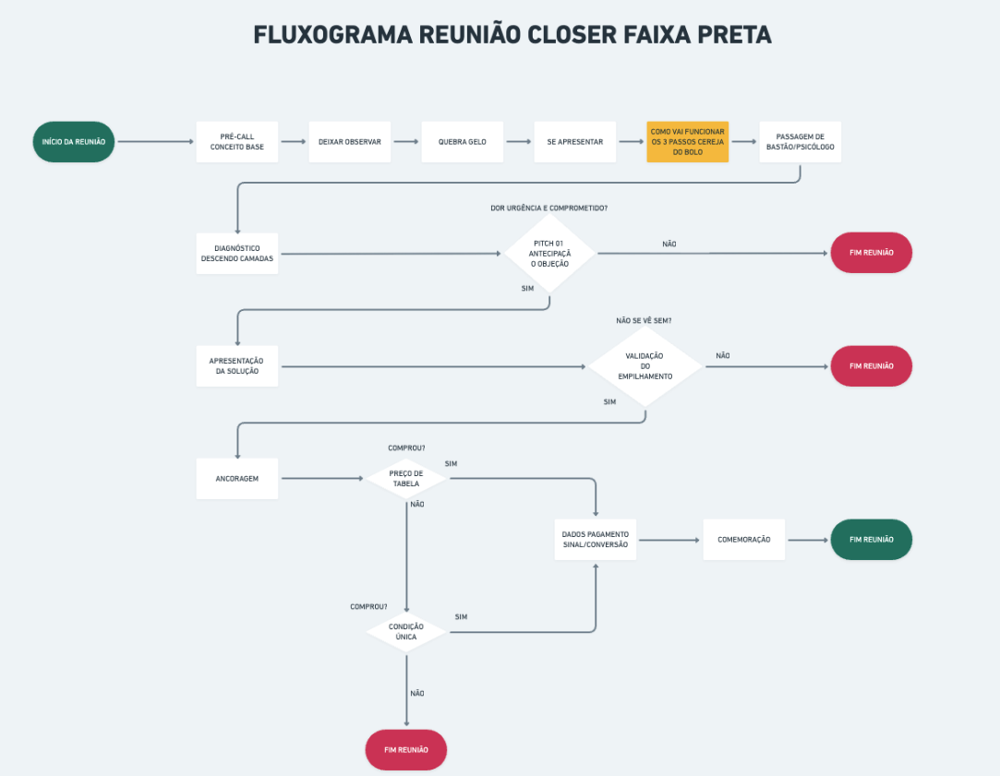 FLUXOGRAMA REUNIÃO CLOSER FAIXA PRETA
INÍCIO DA REUNIÃO
PRÉ-CALL
CONCEITO BASE
DEIXAR OBSERVAR
QUEBRA GELO
SE APRESENTAR
COMO VAI FUNCIONAR
OS 3 PASSOS CEREJA
DO BOLO
PASSAGEM DE
BASTÃO/PSICÓLOGO
DIAGNÓSTICO
DESCENDO CAMADAS
DOR URGÊNCIA E COMPROMETIDO?
PITCH 01
ANTECIPAÇÃ
O OBJEÇÃO
NÃO
FIM REUNIÃO
SIM
APRESENTAÇÃO
DA SOLUÇÃO
NÃO SE VÊ SEM?
VALIDAÇÃO
DO
EMPILHAMENTO
NÃO
FIM REUNIÃO
SIM
ANCORAGEM
COMPROU?
PREÇO DE
TABELA
SIM
NÃO
DADOS PAGAMENTO
SINAL/CONVERSÃO
COMEMORAÇÃO
FIM REUNIÃO
COMPROU?
CONDIÇÃO
ÚNICA
SIM
NÃO
FIM REUNIÃO